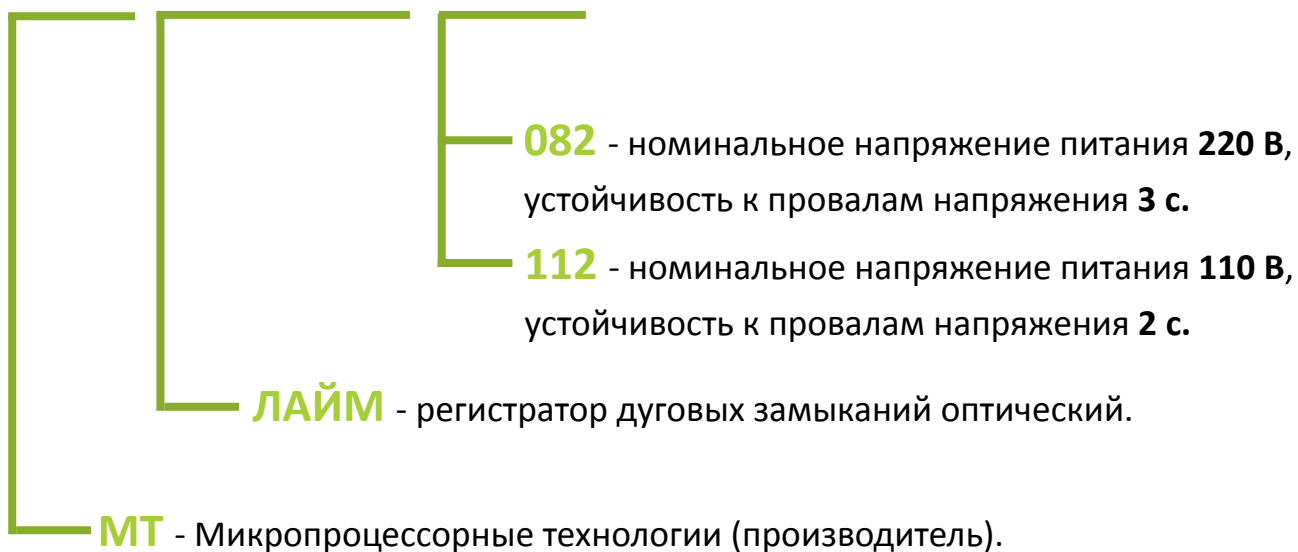 082 - номинальное напряжение питания 220 В,
устойчивость к провалам напряжения 3 с.
112 - номинальное напряжение питания 110 В,
устойчивость к провалам напряжения 2 с.
ЛАЙМ - регистратор дуговых замыканий оптический.
МТ - Микропроцессорные технологии (производитель).